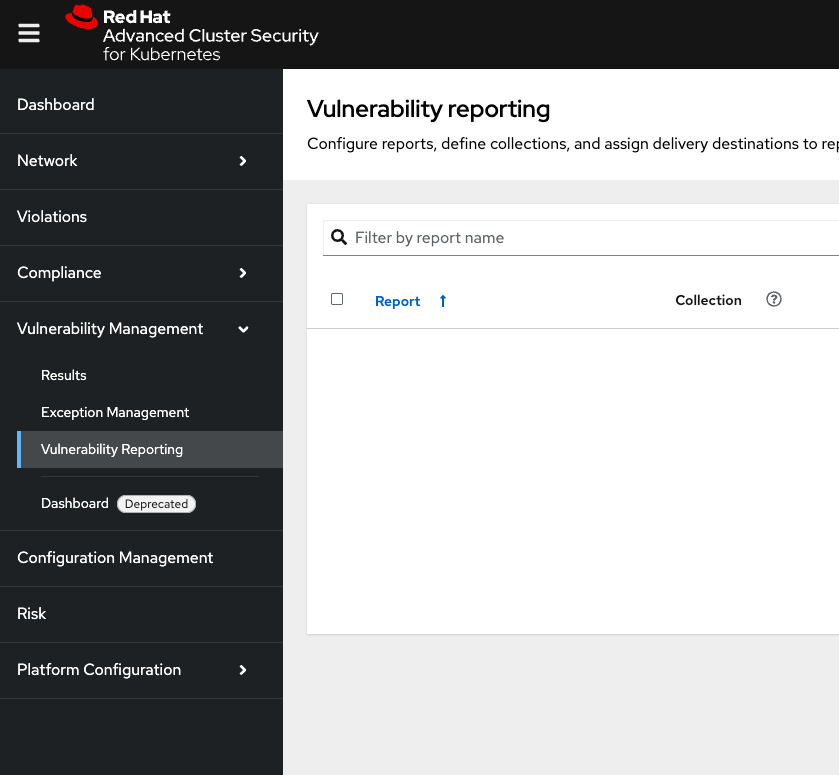 Red Hat
Advanced Cluster Security
for Kubernetes
Dashboard
Network
Violations
Compliance
Vulnerability Management
Results
Exception Management
Vulnerability Reporting
Dashboard Deprecated
Configuration Management
Risk
Platform Configuration
Vulnerability reporting
Configure reports, define collections, and assign delivery destinations to
Filter by report name
Report Collection